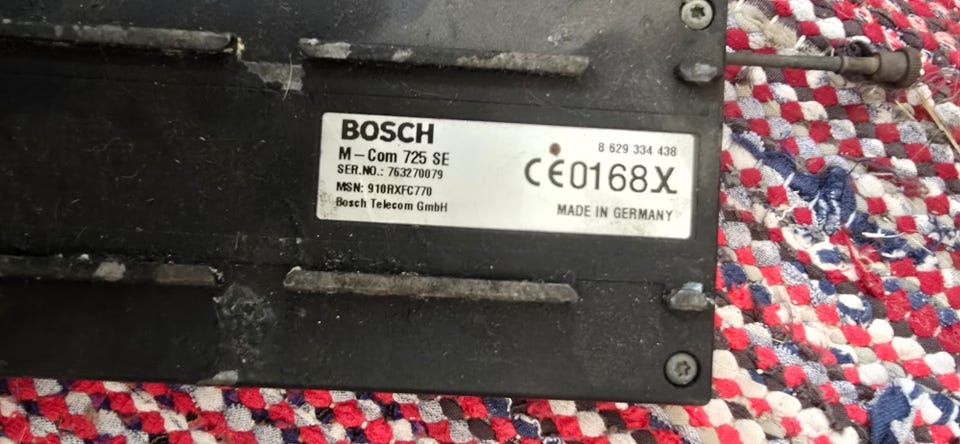 BOSCH
M-Com 725 SE
SER.NO.: 763270079
MSN: 910RXFC770
Bosch Telecom GmbH
8 629 334 438
CE0168X
MADE IN GERMANY